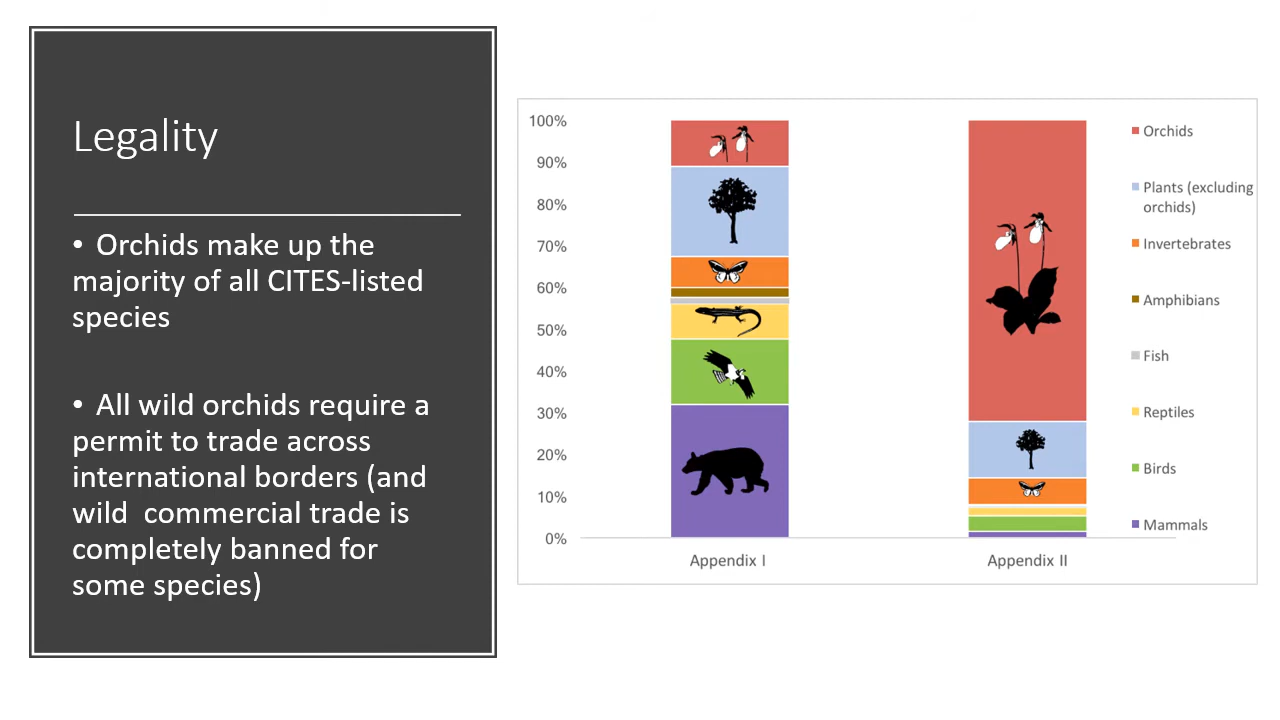 Legality
• Orchids make up the
majority of all CITES-listed
species
• All wild orchids require a
permit to trade across
international borders (and
wild  commercial trade is
completely banned for
some species)
100%
90%
80%
70%
60%
50%
40%
30%
20%
10%
0%
Appendix I
Appendix II
Orchids
Plants (excluding
orchids)
Invertebrates
Amphibians
Fish
Reptiles
Birds
Mammals